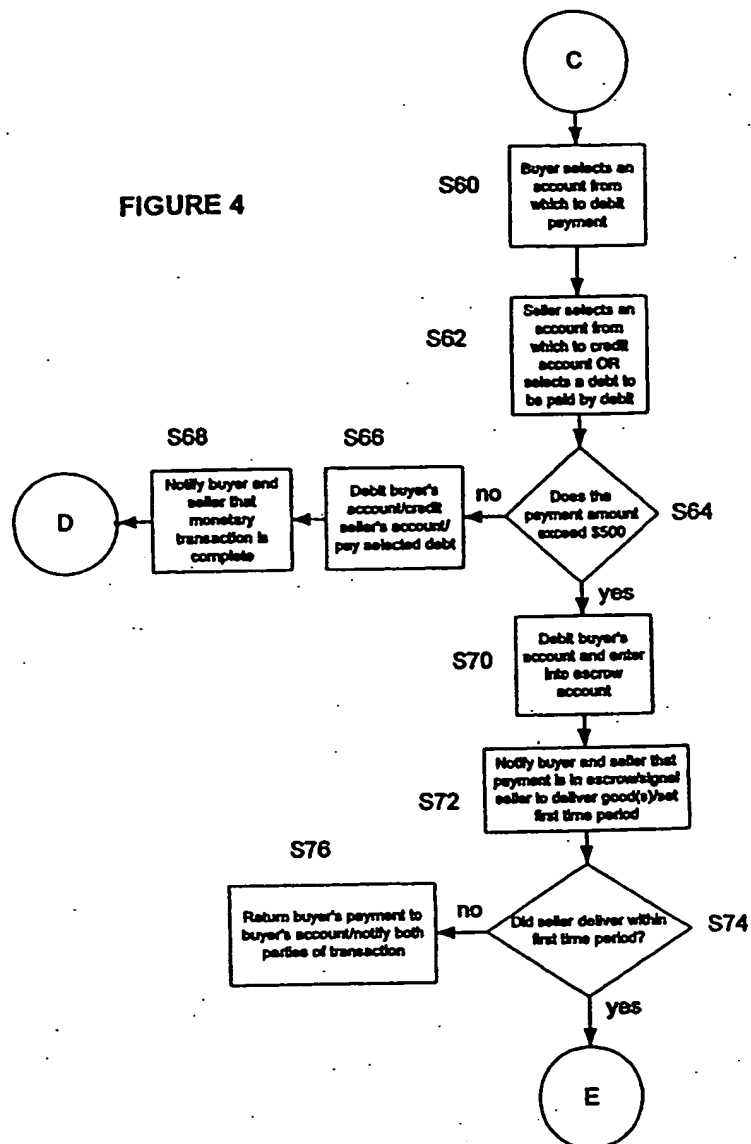 C
S60
Buyer selects an
account from
which to debit
payment
FIGURE 4
S62
Seller selects an
account from
which to credit
account OR
selects a debt to
be paid by debit
S68
S66
Notify buyer and
seller that
monetary
transaction is
complete
Debit buyer's
account/credit
seller's account/
pay selected debt
no
Does the
payment amount
exceed $500
S64
D
yes
S70
Debit buyer's
account and enter
into escrow
account
S72
Notify buyer and seller that
payment is in escrow/signal
seller to deliver good(s)/set
first time period
S76
Return buyer's payment to
buyer's account/notify both
parties of transaction
no
Did seller deliver within
first time period?
S74
yes
E